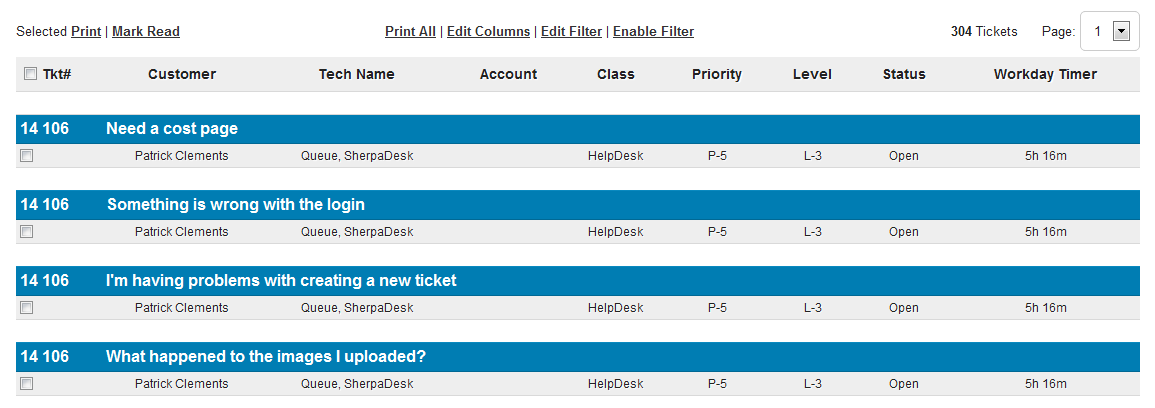 Selected Print | Mark Read Print All | Edit Columns | Edit Filter | Enable Filter 304 Tickets Page: 1
Tkt# Customer Tech Name Account Class Priority Level Status Workday Timer
14 106 Need a cost page
Patrick Clements Queue, SherpaDesk HelpDesk P-5 L-3 Open 5h 16m
14 106 Something is wrong with the login
Patrick Clements Queue, SherpaDesk HelpDesk P-5 L-3 Open 5h 16m
14 106 I'm having problems with creating a new ticket
Patrick Clements Queue, SherpaDesk HelpDesk P-5 L-3 Open 5h 16m
14 106 What happened to the images I uploaded?
Patrick Clements Queue, SherpaDesk HelpDesk P-5 L-3 Open 5h 16m